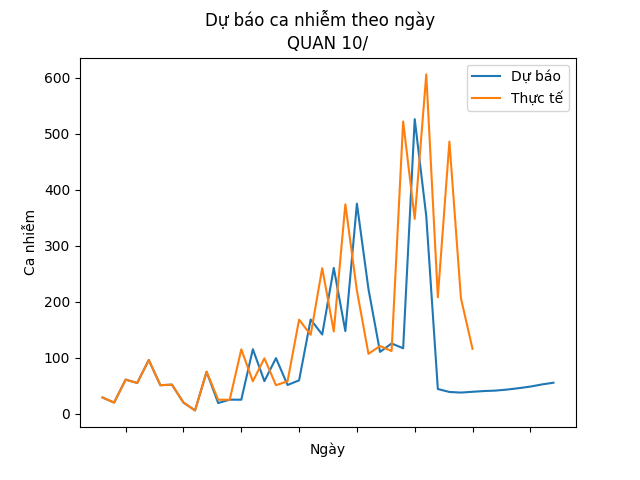 Dự báo ca nhiễm theo ngày
QUAN 10/
600
500
400
300
200
100
0
Ca nhiễm
Ngày
Dự báo
Thực tế